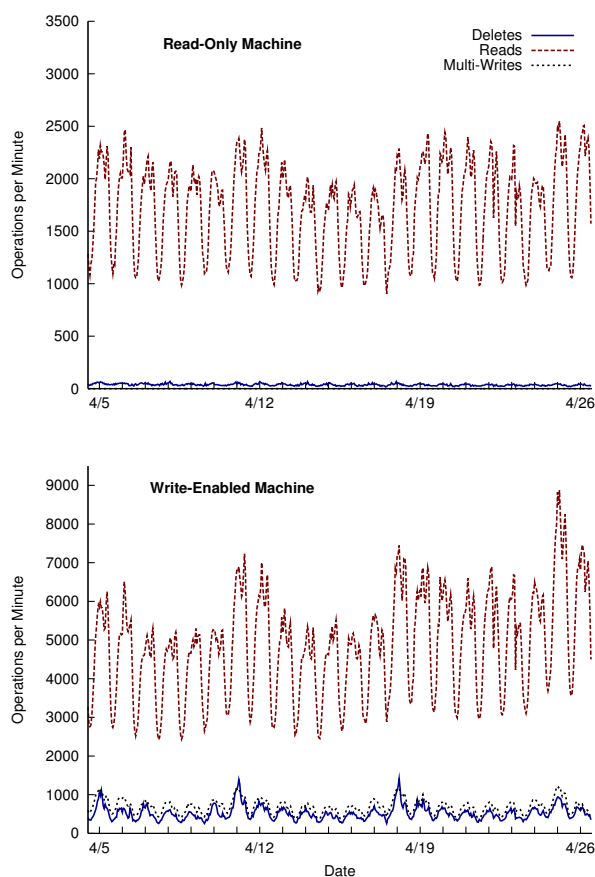 3500
3000
2500
2000
1500
1000
500
0
Operations per Minute
Read-Only Machine
Deletes
Reads
Multi-Writes
4/5 4/12 4/19 4/26
9000
8000
7000
6000
5000
4000
3000
2000
1000
0
Operations per Minute
Write-Enabled Machine
4/5 4/12 4/19 4/26
Date